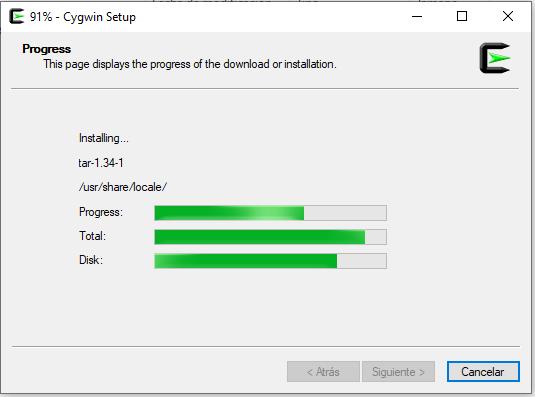 91% - Cygwin Setup
Progress
This page displays the progress of the download or installation.
Installing...
tar-1.34-1
/usr/share/locale/
Progress:
Total:
Disk:
< Atrás
Siguiente >
Cancelar